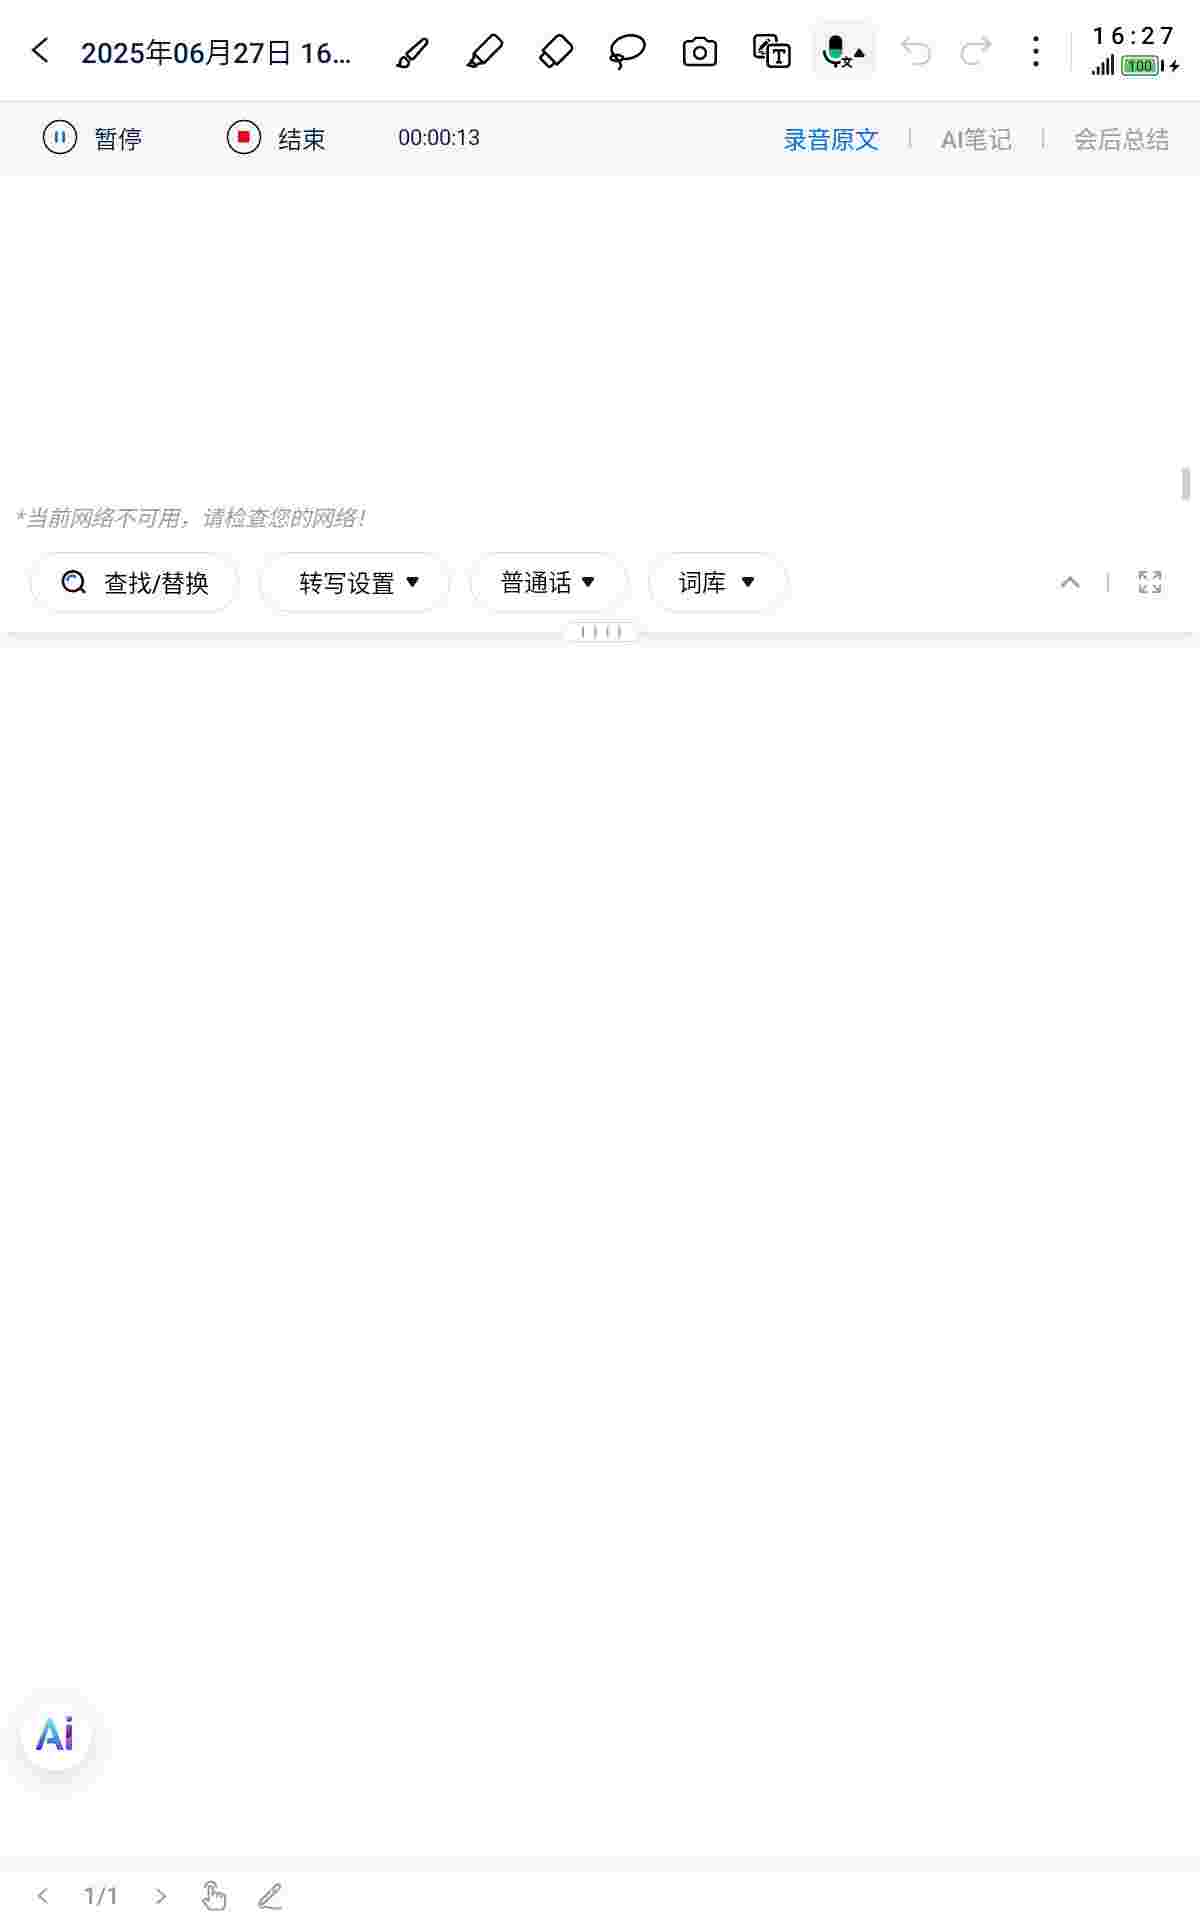 2025年06月27日 16...
16:27
100
暂停
结束
00:00:13
录音原文
AI笔记
会后总结
*当前网络不可用，请检查您的网络!
查找/替换
转写设置
普通话
词库
Ai
1/1